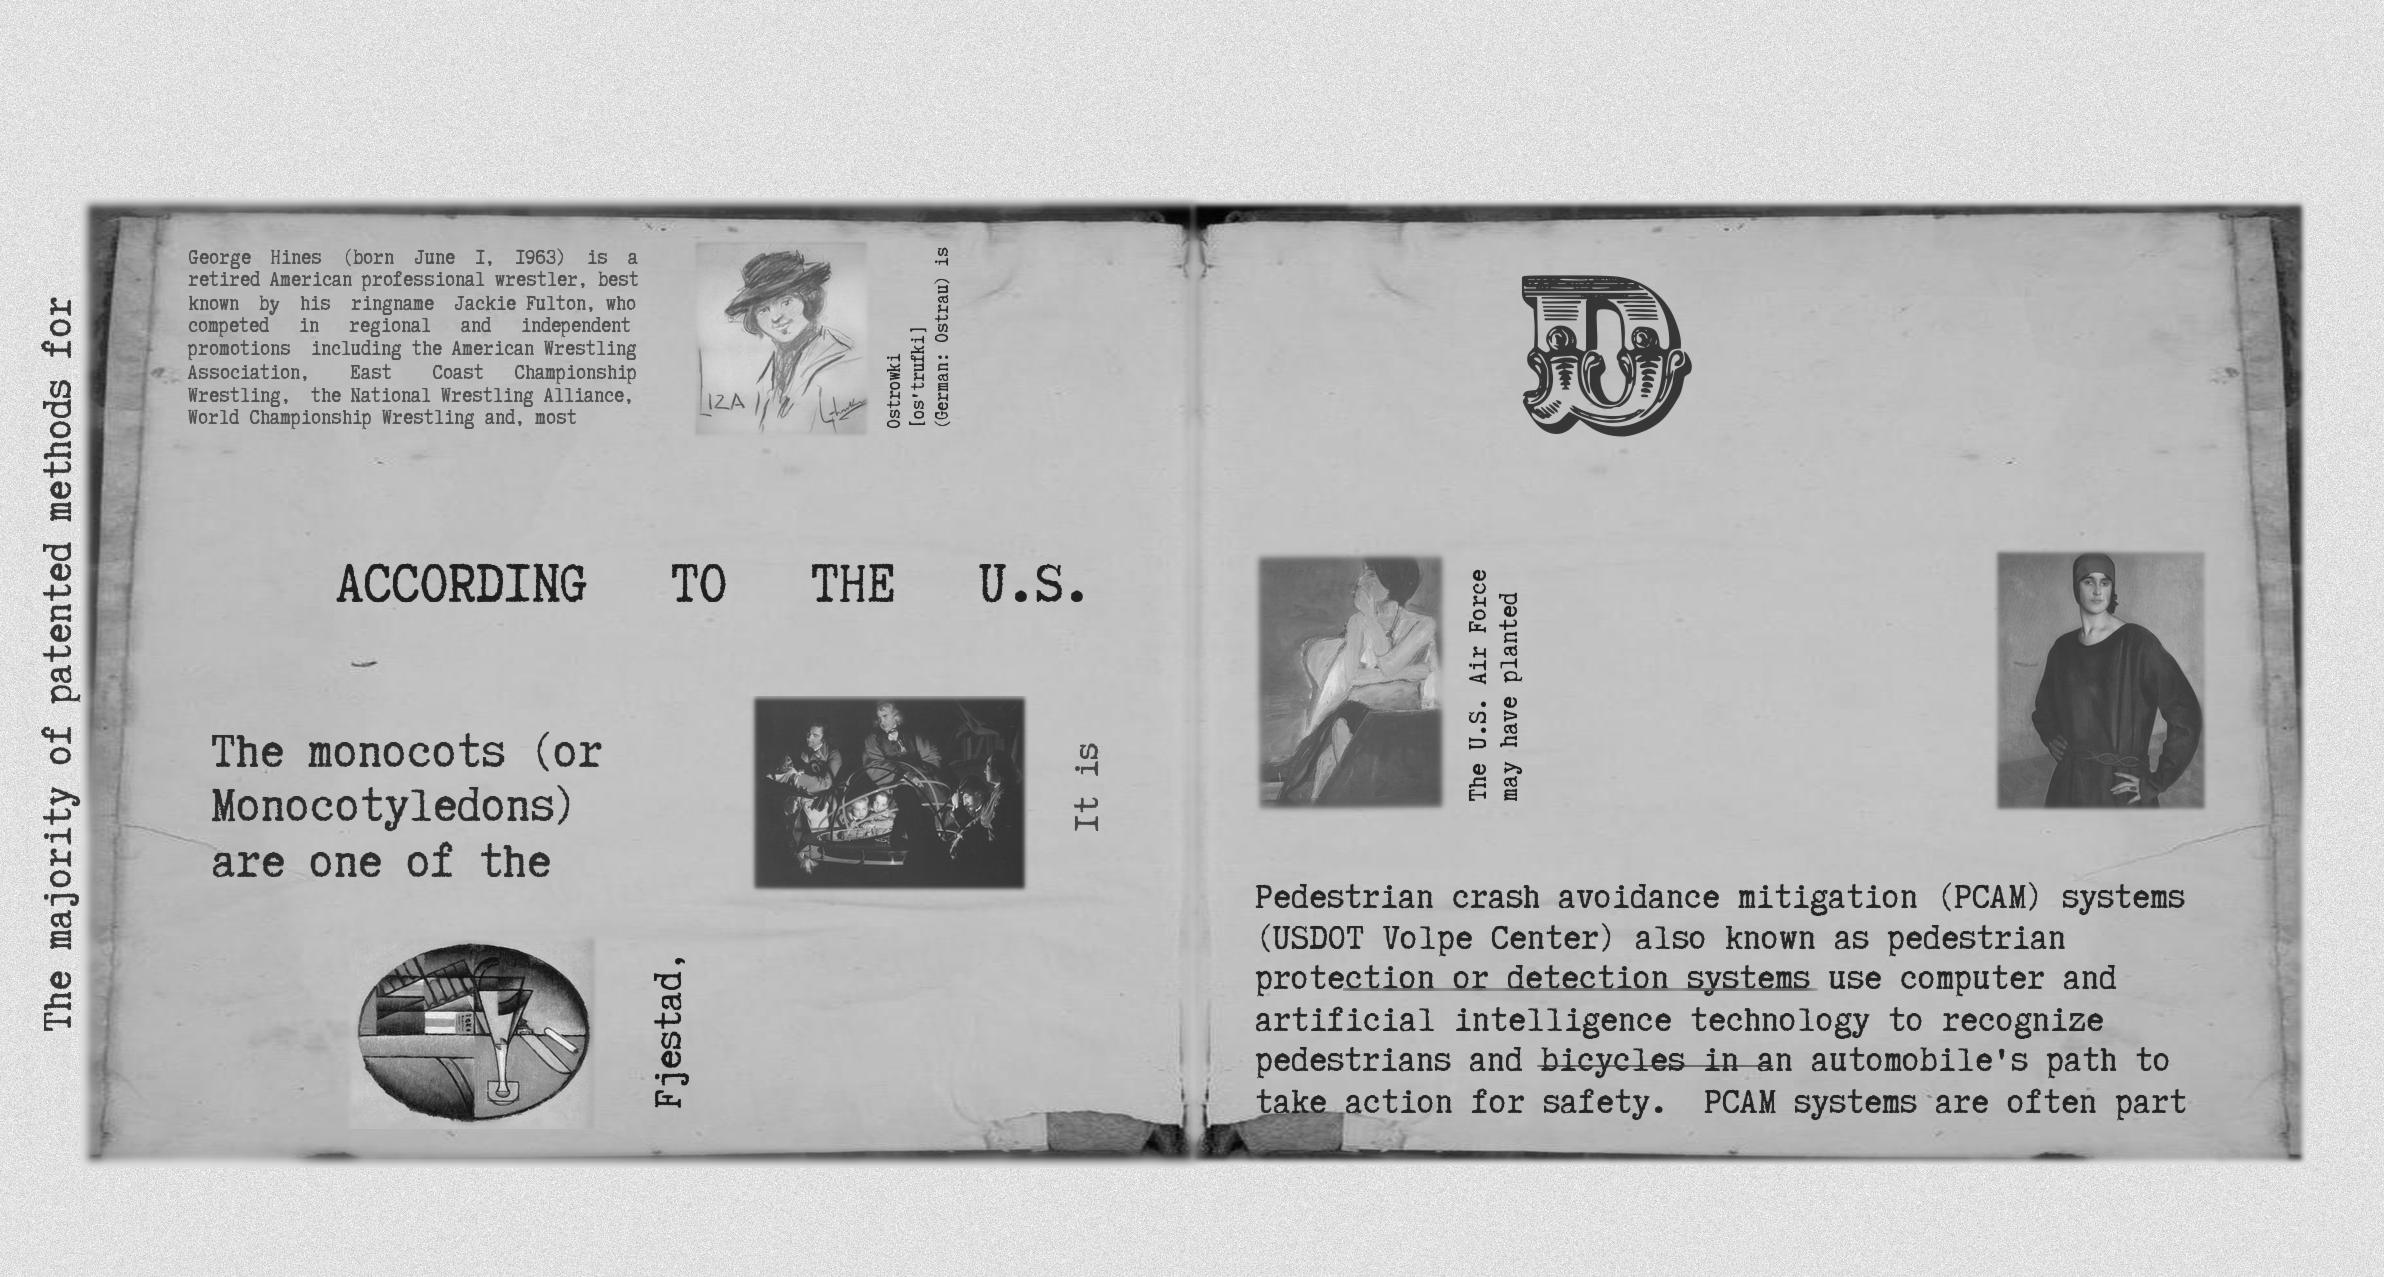 The majority of patented methods for
George Hines (born June I, I963) is a
retired American professional wrestler, best
known by his ringname Jackie Fulton, who
competed in regional and independent
promotions including the American Wrestling
Association, East Coast Championship
Wrestling, the National Wrestling Alliance,
World Championship Wrestling and, most
LIZA
Ostrowki
[os'trufki]
(German: Ostrau) is
ACCORDING TO THE U.S.
The monocots (or
Monocotyledons)
are one of the
It is
Fjestad,
D
The U.S. Air Force
may have planted
Pedestrian crash avoidance mitigation (PCAM) systems
(USDOT Volpe Center) also known as pedestrian
protection or detection systems use computer and
artificial intelligence technology to recognize
pedestrians and bicycles in an automobile's path to
take action for safety. PCAM systems are often part